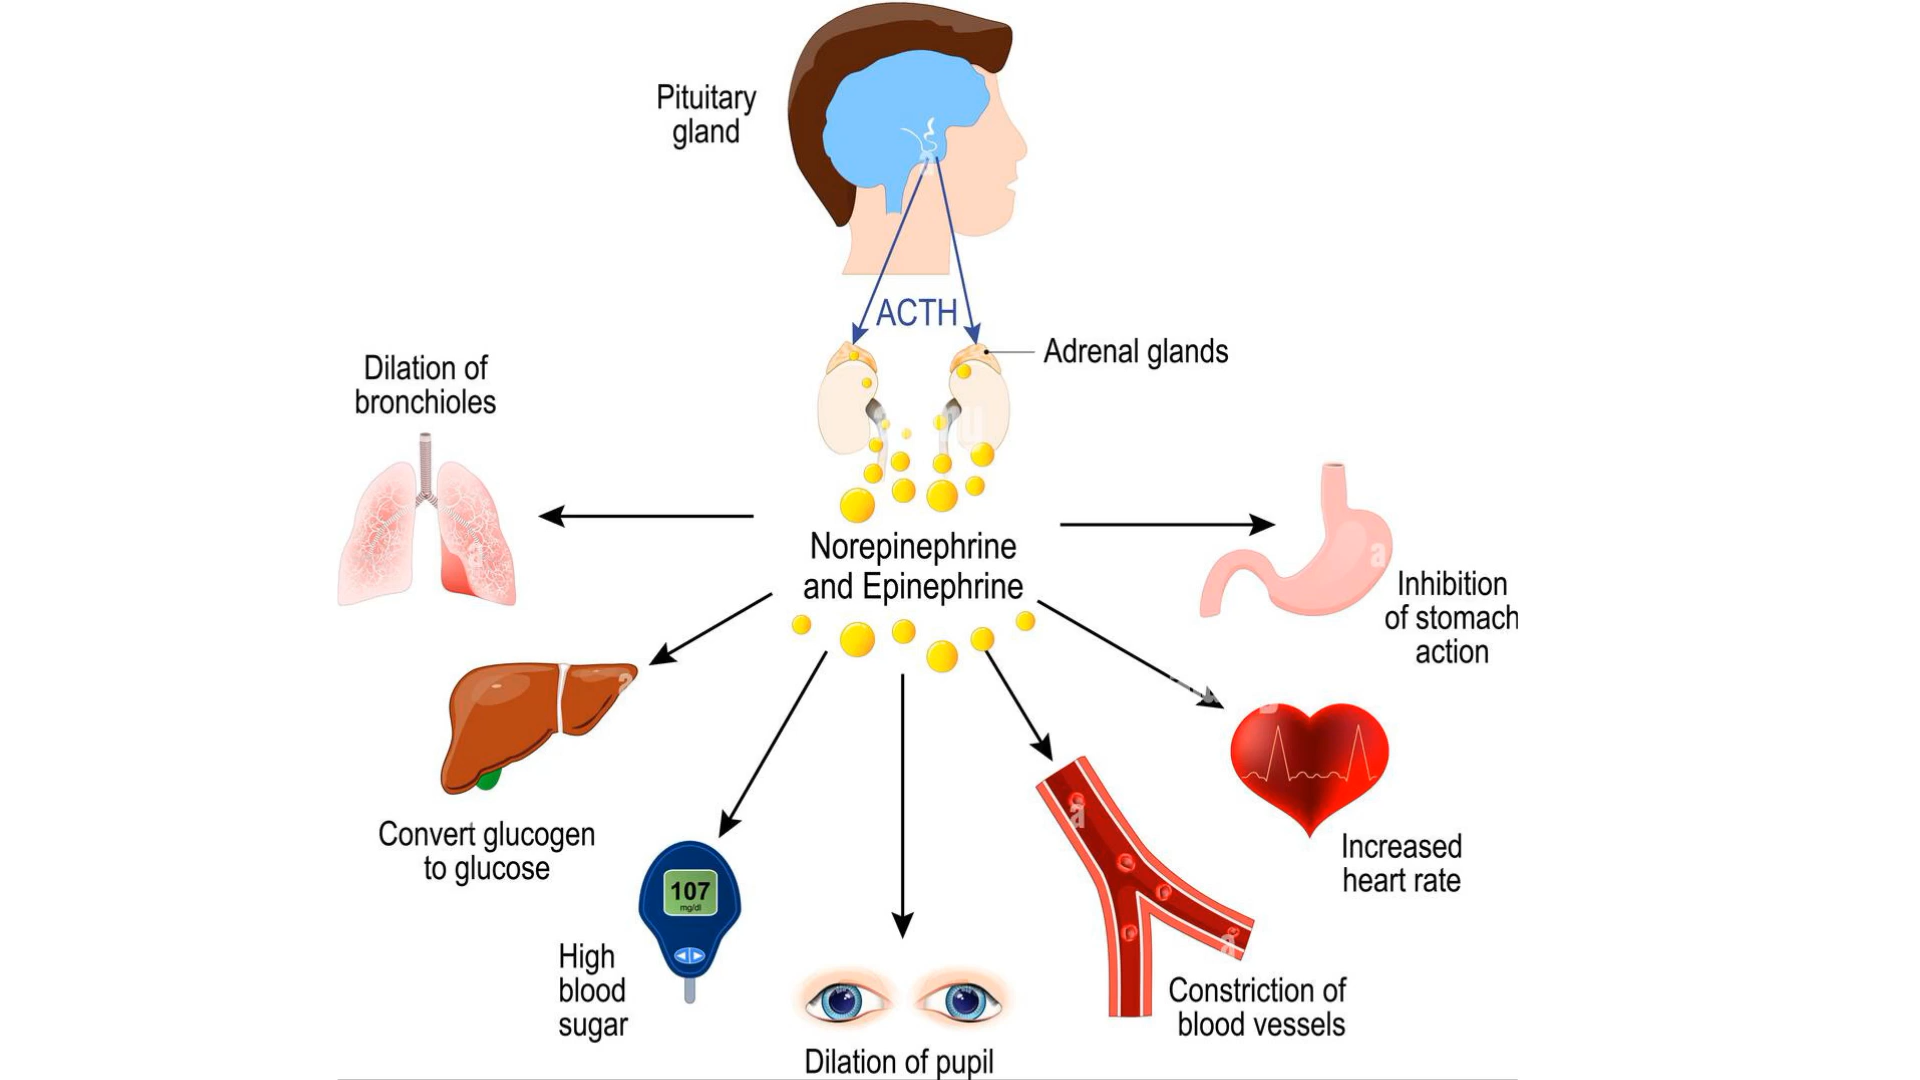 Pituitary
gland
ACTH
Adrenal glands
Dilation of
bronchioles
Norepinephrine
and Epinephrine
Inhibition
of stomach
action
Convert glucogen
to glucose
Increased
heart rate
107
mg/dl
High
blood
sugar
Constriction of
blood vessels
Dilation of pupil
a
a
a
a
a
a
a